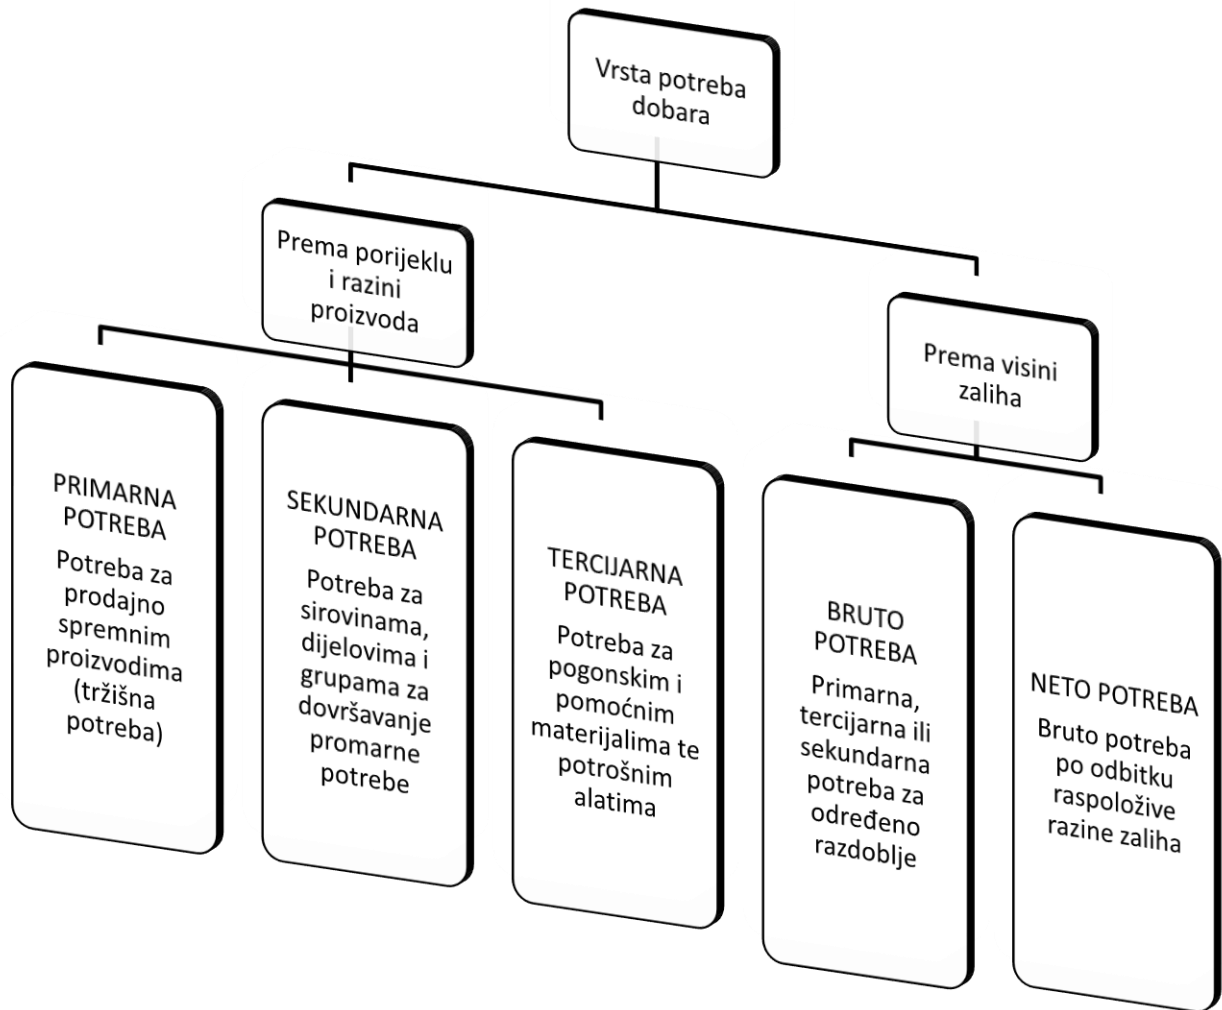 Vrsta potreba
dobara
Prema porijeklu
i razini
proizvoda
Prema visini
zaliha
PRIMARNA
POTREBA
Potreba za
prodajno
spremnim
proizvodima
(tržišna
potreba)
SEKUNDARNA
POTREBA
Potreba za
sirovinama,
dijelovima i
grupama za
dovršavanje
promarne
potrebe
TERCIJARNA
POTREBA
Potreba za
pogonskim i
pomoćnim
materijalima te
potrošnim
alatima
BRUTO
POTREBA
Primarna,
tercijarna ili
sekundarna
potreba za
određeno
razdoblje
NETO POTREBA
Bruto potreba
po odbitku
raspoložive
razine zaliha